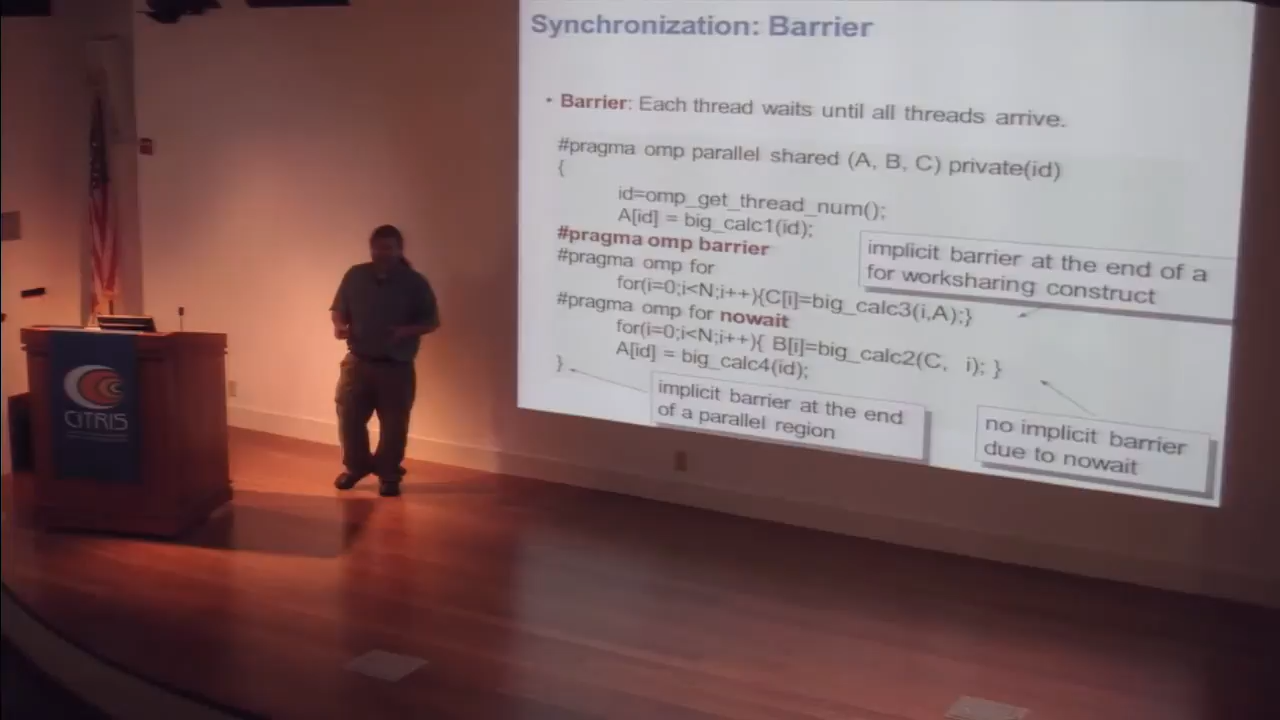 Synchronization: Barrier
• Barrier: Each thread waits until all threads arrive.
#pragma omp parallel shared (A, B, C) private(id)
{
id=omp_get_thread_num();
A[id] = big_calc1(id);
#pragma omp barrier
#pragma omp for
for(i=0;i<N;i++){C[i]=big_calc3(i,A);}
#pragma omp for nowait
for(i=0;i<N;i++){ B[i]=big_calc2(C, i); }
A[id] = big_calc4(id);
}
implicit barrier at the end of a
for worksharing construct
implicit barrier at the end
of a parallel region
no implicit barrier
due to nowait
CiTRIS